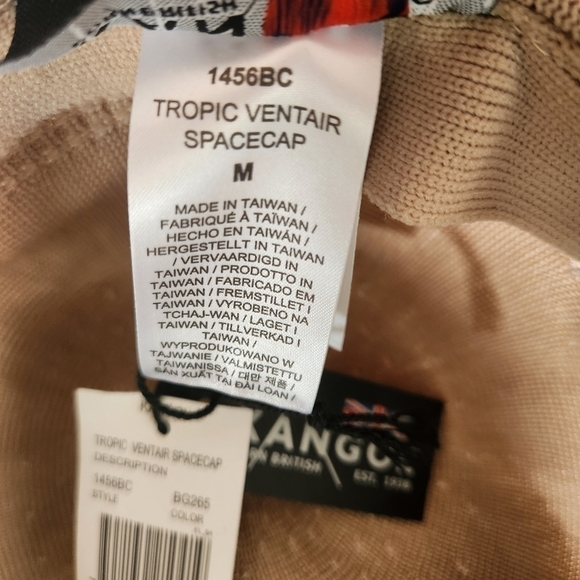 BRITISH
1456BC
TROPIC VENTAIR
SPACECAP
M
MADE IN TAIWAN /
FABRIQUÉ À TAÏWAN /
HECHO EN TAIWÁN /
HERGESTELLT IN TAIWAN
/ VERVAARDIGD IN
TAIWAN / PRODOTTO IN
TAIWAN / FABRICADO EM
TAIWAN / FREMSTILLET I
TAIWAN / VYROBENO NA
TCHAJ-WAN / LAGET I
TAIWAN / TILLVERKAD I
TAIWAN /
WYPRODUKOWANO W
TAJWANIE / VALMISTETTU
TAIWANISSA / 대만 제품 /
SẢN XUẤT TẠI ĐÀI LOAN /
KANGOL
BRITISH
EST. 1938
TROPIC VENTAIR SPACECAP
DESCRIPTION
1456BC
BG265
STYLE
COLOR